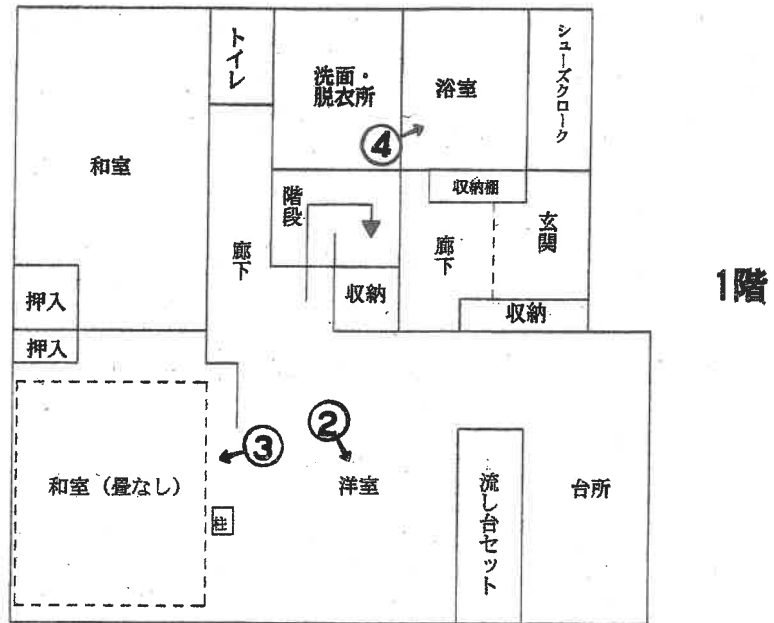 トイレ
洗面・
脱衣所
浴室
シューズクローク
④
和室
階段
収納棚
玄関
廊下
廊下
収納
収納
1階
押入
押入
③
②
和室（畳なし）
洋室
柱
流し台セット
台所